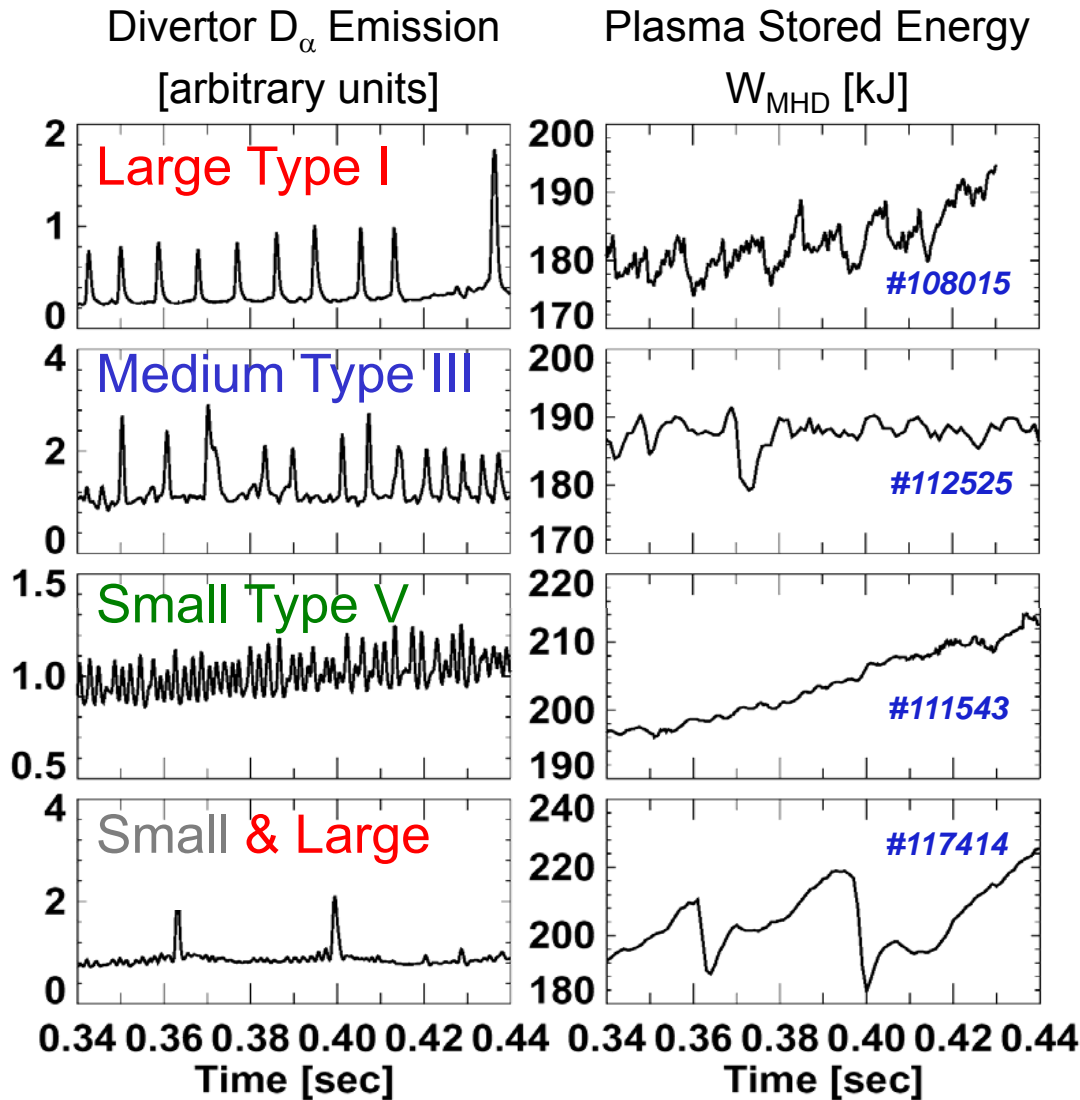 Divertor Dα Emission
[arbitrary units]
Plasma Stored Energy
WMHD [kJ]
2
1
0
Large Type I
200
190
180
170
#108015
4
2
0
Medium Type III
200
190
180
170
#112525
1.5
1.0
0.5
Small Type V
220
210
200
190
#111543
4
2
0
Small & Large
240
220
200
180
#117414
0.34 0.36 0.38 0.40 0.42 0.44
Time [sec]
0.34 0.36 0.38 0.40 0.42 0.44
Time [sec]